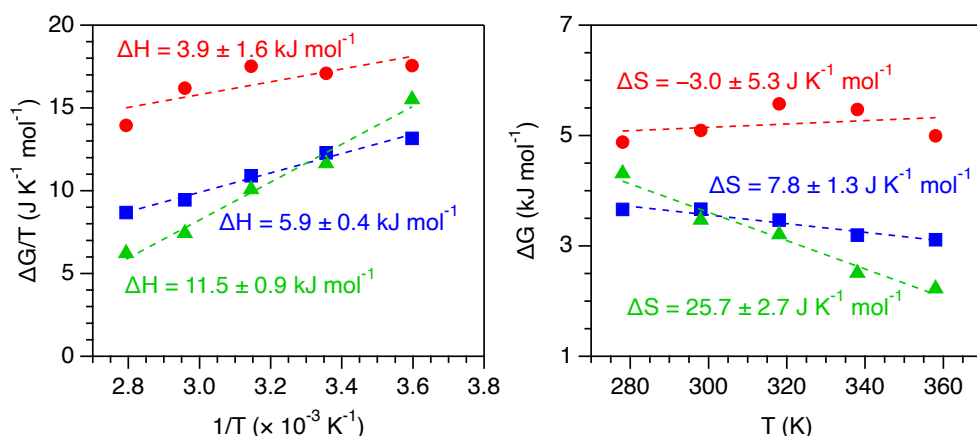 20
15
10
5
0
ΔG/T (J K⁻¹ mol⁻¹)
ΔH = 3.9 ± 1.6 kJ mol⁻¹
ΔH = 5.9 ± 0.4 kJ mol⁻¹
ΔH = 11.5 ± 0.9 kJ mol⁻¹
2.8 3.0 3.2 3.4 3.6 3.8
1/T (× 10⁻³ K⁻¹)
7
5
3
1
ΔG (kJ mol⁻¹)
ΔS = –3.0 ± 5.3 J K⁻¹ mol⁻¹
ΔS = 7.8 ± 1.3 J K⁻¹ mol⁻¹
ΔS = 25.7 ± 2.7 J K⁻¹ mol⁻¹
280 300 320 340 360
T (K)